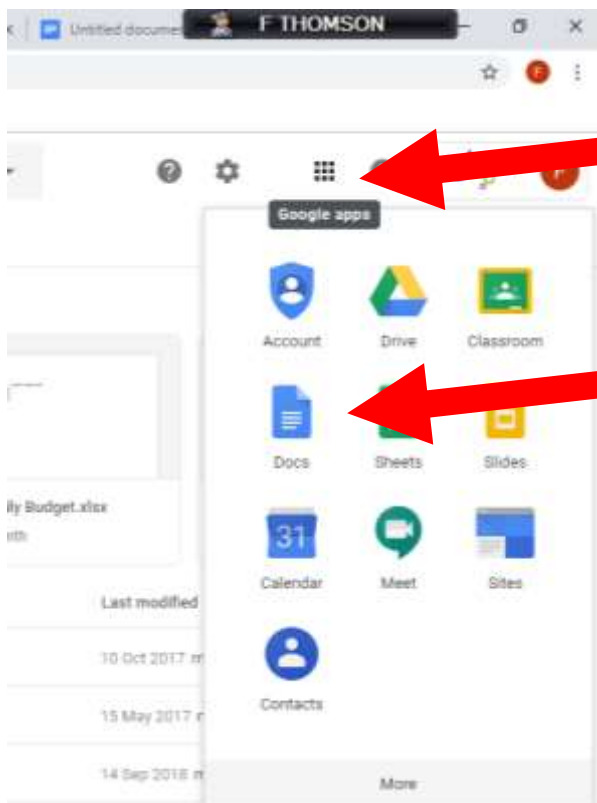 Untitled docume
F THOMSON
F
Google apps
Account Drive Classroom
Docs Sheets Slides
ily Budget.xlsx
31
Calendar Meet Sites
Last modified
10 Oct 2017 m
Contacts
15 May 2017
14 Sep 2018 m
More